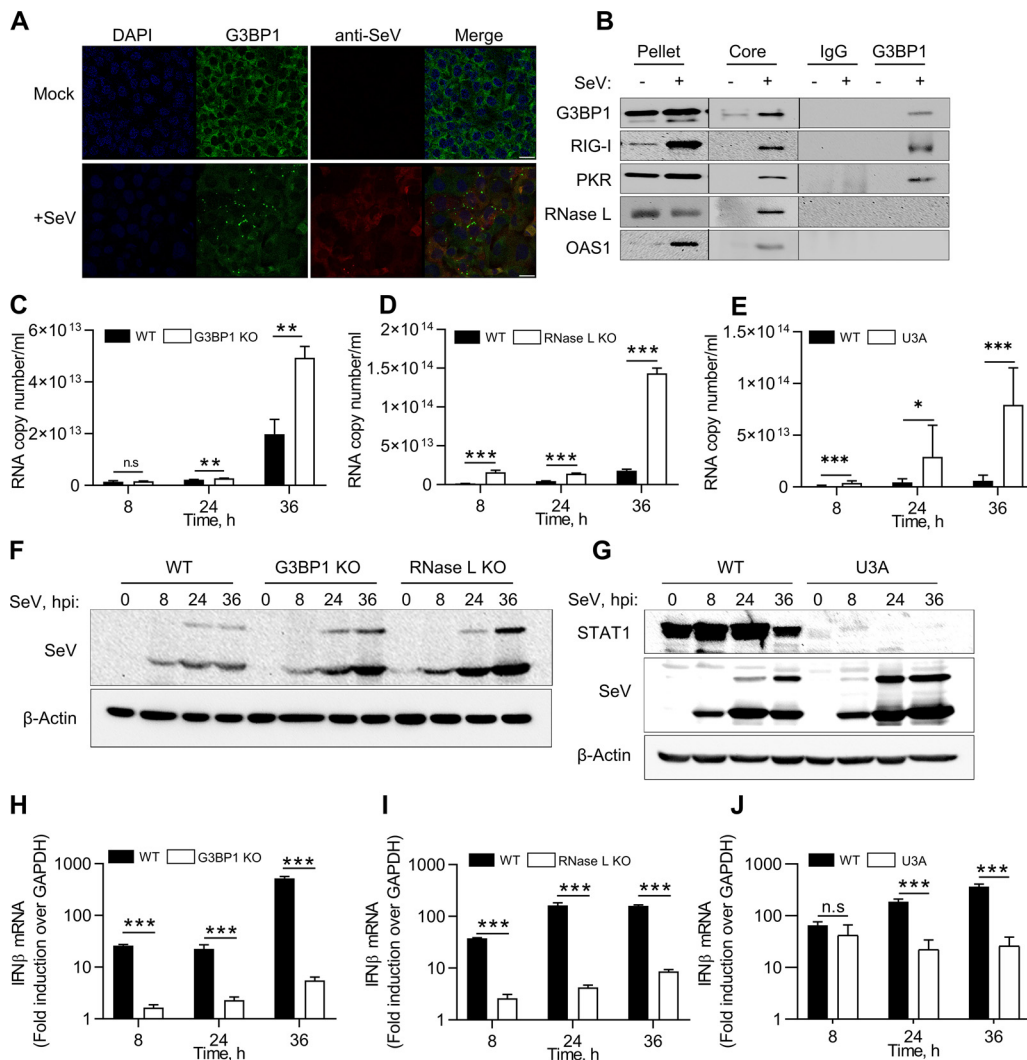 A
DAPI G3BP1 anti-SeV Merge
Mock
+SeV
B
Pellet Core IgG G3BP1
SeV: - + - + - + - +
G3BP1
RIG-I
PKR
RNase L
OAS1
C
WT G3BP1 KO
RNA copy number/ml
6×10^13
4×10^13
2×10^13
0
n.s ** **
8 24 36
Time, h
D
WT RNase L KO
RNA copy number/ml
2×10^14
1.5×10^14
1×10^14
5×10^13
0
*** *** ***
8 24 36
Time, h
E
WT U3A
RNA copy number/ml
1.5×10^14
1×10^14
5×10^13
0
*** * ***
8 24 36
Time, h
F
WT G3BP1 KO RNase L KO
SeV, hpi: 0 8 24 36 0 8 24 36 0 8 24 36
SeV
β-Actin
G
WT U3A
SeV, hpi: 0 8 24 36 0 8 24 36
STAT1
SeV
β-Actin
H
WT G3BP1 KO
IFNβ mRNA
(Fold induction over GAPDH)
1000
100
10
1
*** *** ***
8 24 36
Time, h
I
WT RNase L KO
IFNβ mRNA
(Fold induction over GAPDH)
1000
100
10
1
*** *** ***
8 24 36
Time, h
J
WT U3A
IFNβ mRNA
(Fold induction over GAPDH)
1000
100
10
1
n.s *** ***
8 24 36
Time, h